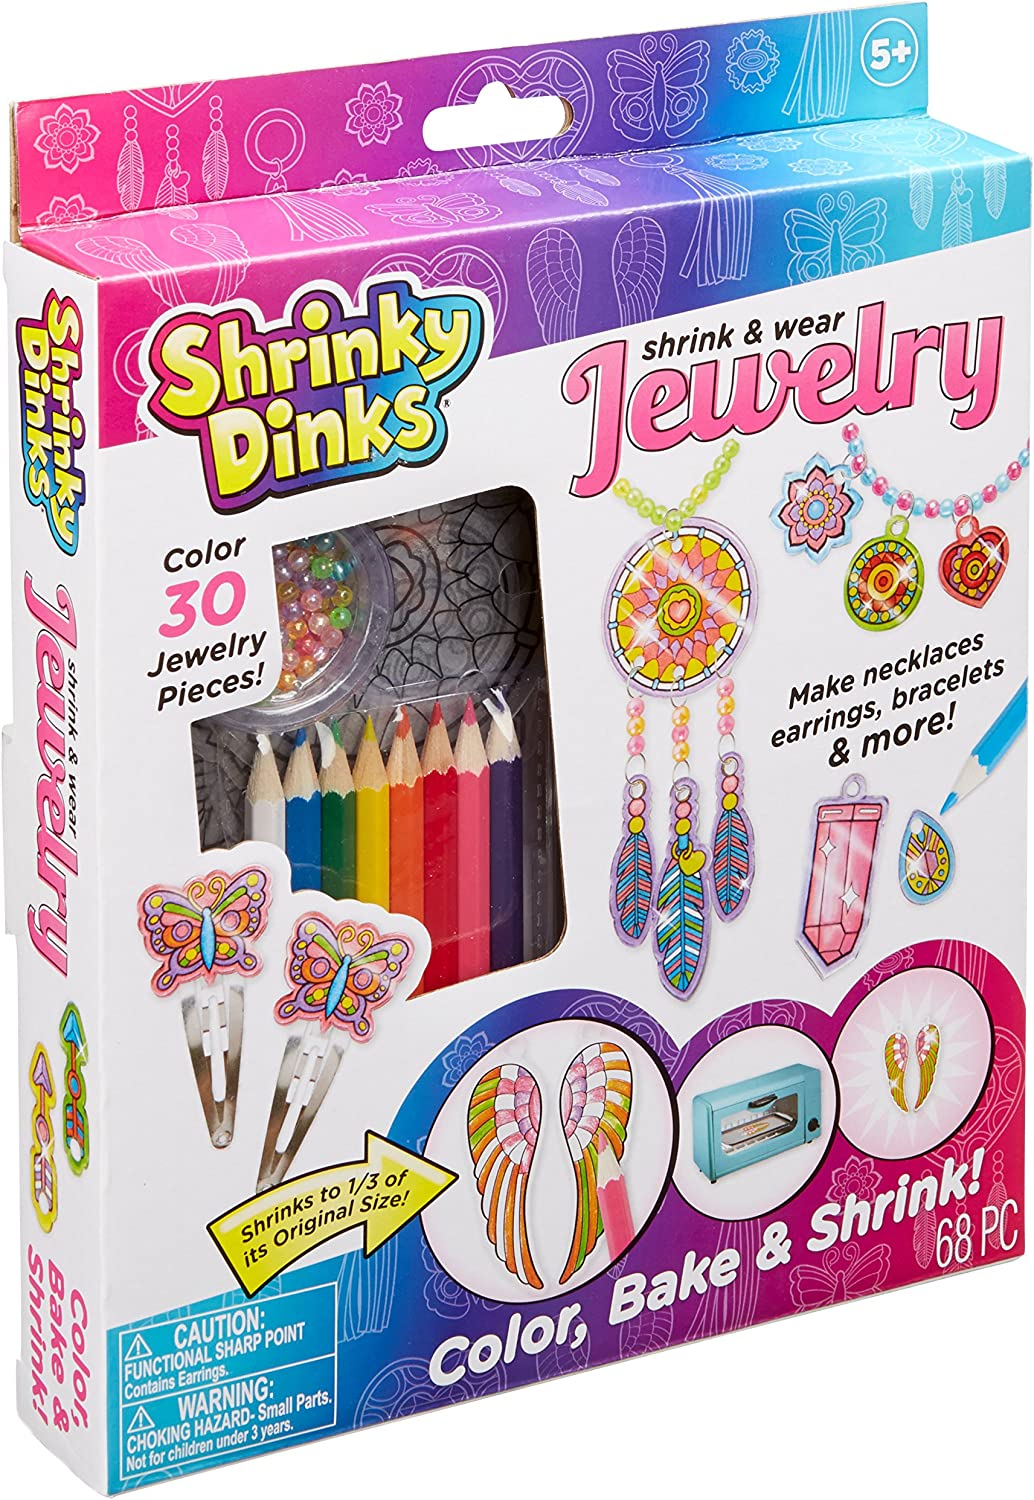 5+
Shrinky
Dinks®
shrink & wear
Jewelry
Color
30
Jewelry
Pieces!
Make necklaces
earrings, bracelets
& more!
Shrinks to 1/3 of
its Original Size!
Color, Bake & Shrink!
68 PC
CAUTION:
FUNCTIONAL SHARP POINT
Contains Earrings.
WARNING:
CHOKING HAZARD- Small Parts.
Not for children under 3 years.
Shrinky
Dinks
shrink & wear
Jewelry
Color,
Bake &
Shrink!